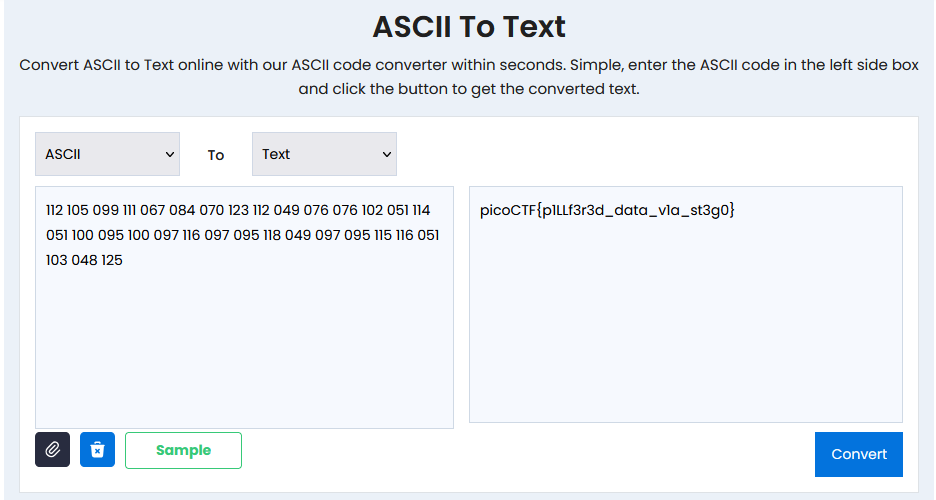 ASCII To Text
Convert ASCII to Text online with our ASCII code converter within seconds. Simple, enter the ASCII code in the left side box
and click the button to get the converted text.
ASCII To Text
112 105 099 111 067 084 070 123 112 049 076 076 102 051 114
051 100 095 100 097 116 097 095 118 049 097 095 115 116 051
103 048 125
picoCTF{p1LLf3r3d_data_v1a_st3g0}
Sample
Convert